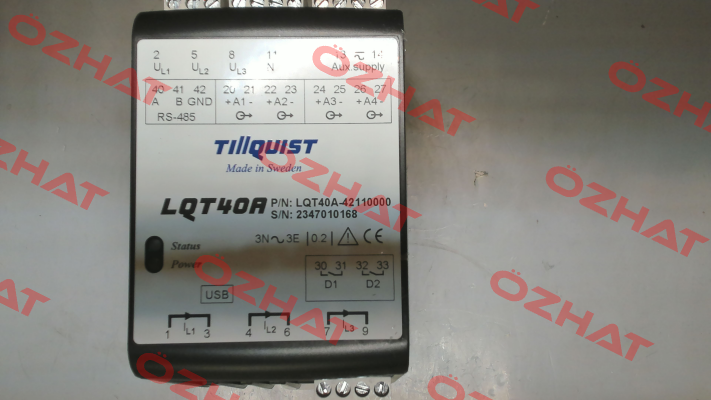 2 5 8 11 13 14
UL1 UL2 UL3 N Aux.supply
40 41 42 20 21 22 23 24 25 26 27
A B GND +A1- +A2- +A3- +A4-
RS-485
TillQUIST
Made in Sweden
LQT40A P/N: LQT40A-42110000
S/N: 2347010168
3N~3E |0.2| CE
Status
Power
30 31 32 33
D1 D2
USB
IL1 IL2 IL3
1 3 4 6 7 9
ÖZHAT
ÖZHAT
ÖZHAT
ÖZHAT
ÖZHAT
ÖZHAT
ÖZHAT
ÖZHAT